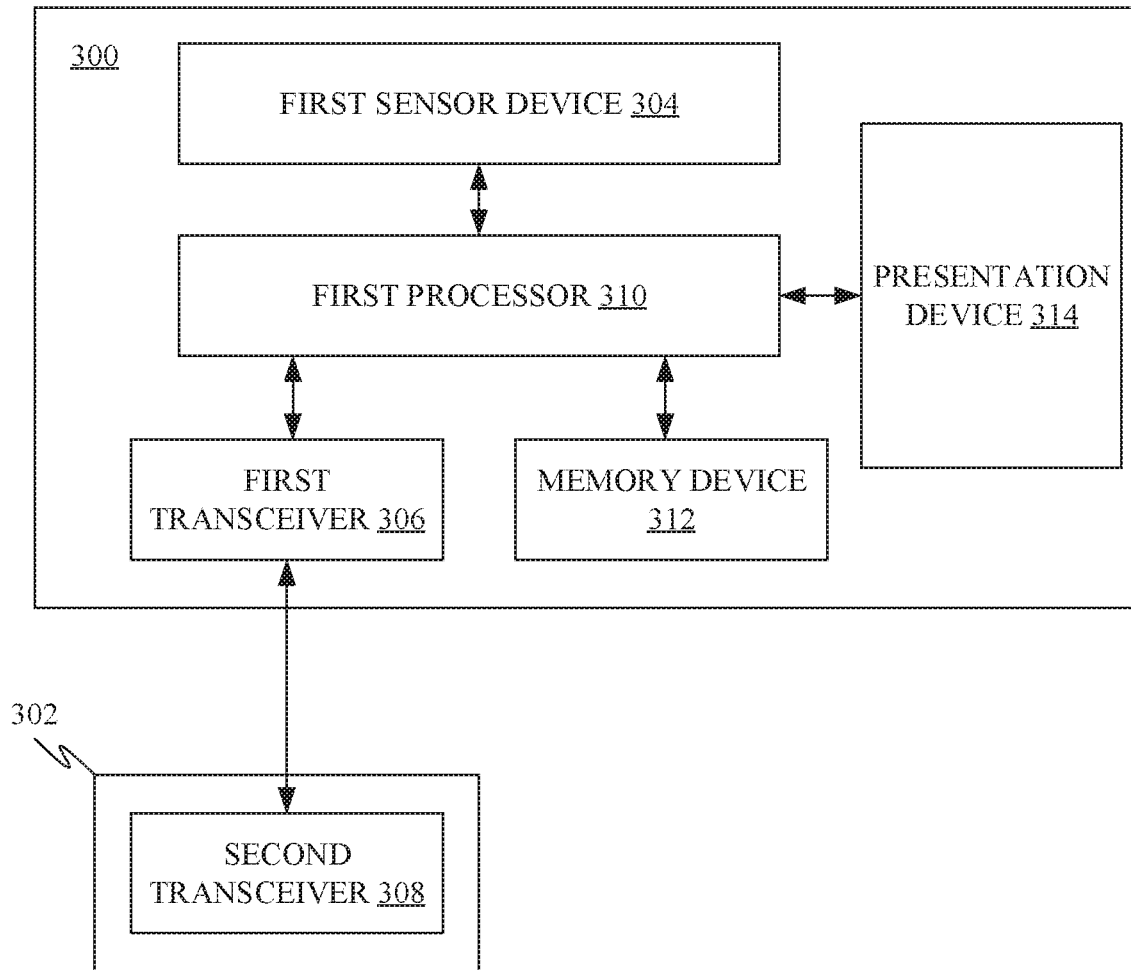 300
FIRST SENSOR DEVICE 304
FIRST PROCESSOR 310
PRESENTATION
DEVICE 314
FIRST
TRANSCEIVER 306
MEMORY DEVICE
312
302
SECOND
TRANSCEIVER 308